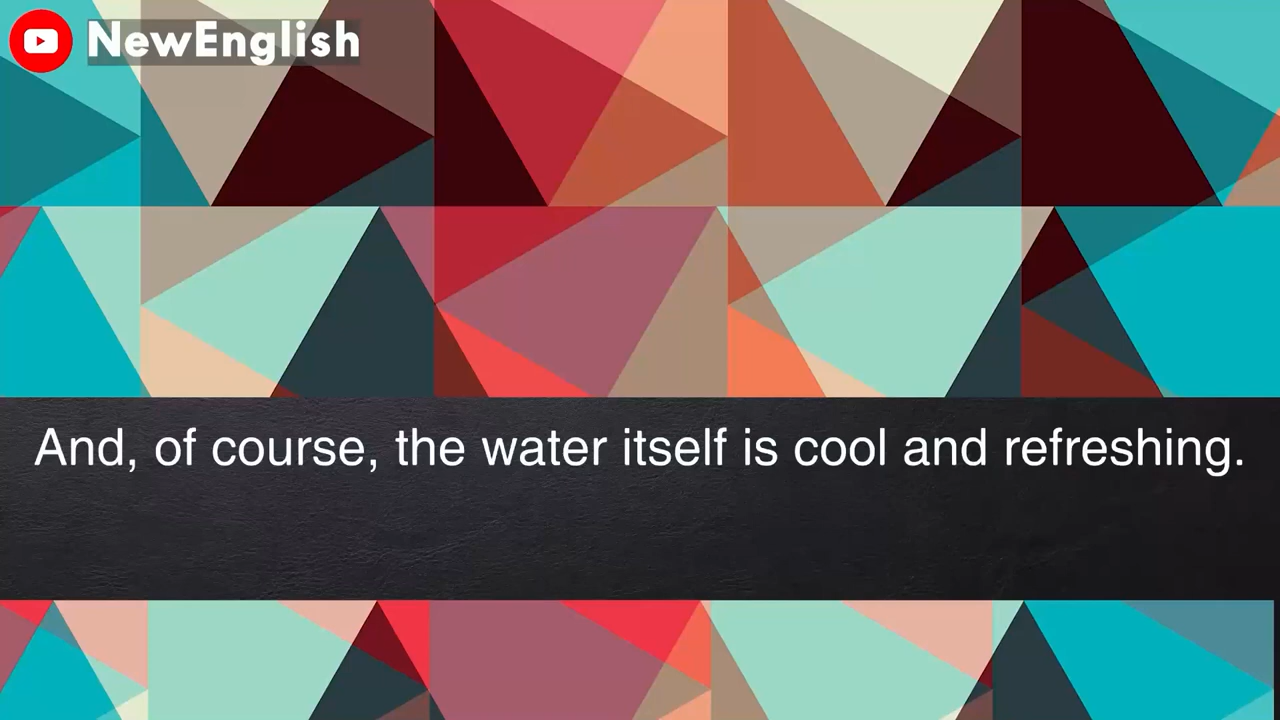 NewEnglish
And, of course, the water itself is cool and refreshing.